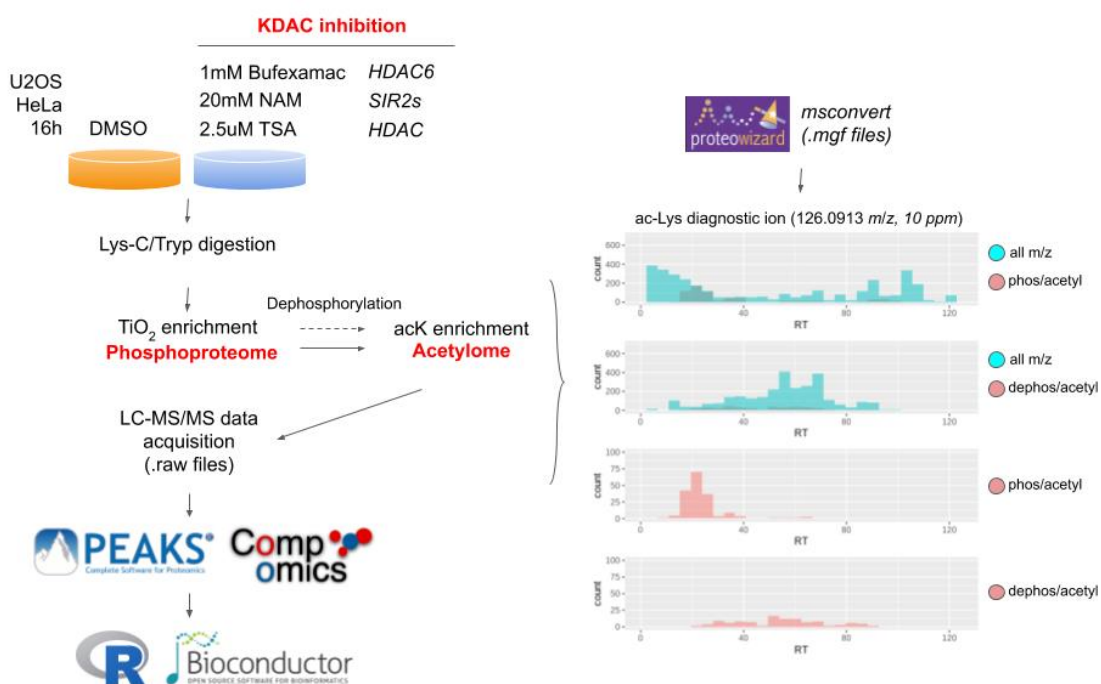 KDAC inhibition
U2OS
HeLa
16h
DMSO
1mM Bufexamac HDAC6
20mM NAM SIR2s
2.5uM TSA HDAC
Lys-C/Tryp digestion
Dephosphorylation
TiO2 enrichment
Phosphoproteome
acK enrichment
Acetylome
LC-MS/MS data
acquisition
(.raw files)
PEAKS®
Complete Software for Proteomics
Comp
omics
R
Bioconductor
OPEN SOURCE SOFTWARE FOR BIOINFORMATICS
proteowizard
msconvert
(.mgf files)
ac-Lys diagnostic ion (126.0913 m/z, 10 ppm)
count
600
400
200
0
0 40 80 120
RT
all m/z
phos/acetyl
count
600
400
200
0
0 40 80 120
RT
all m/z
dephos/acetyl
count
100
75
50
25
0
0 40 80 120
RT
phos/acetyl
count
100
75
50
25
0
0 40 80 120
RT
dephos/acetyl